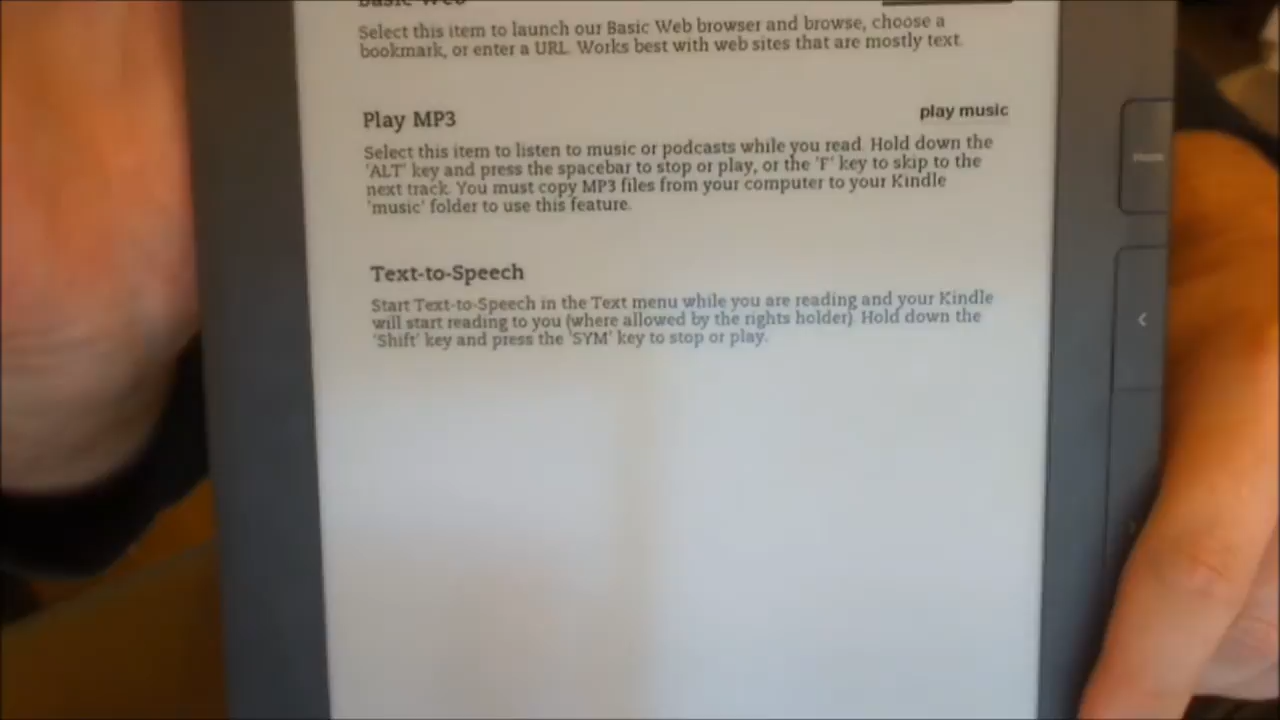 Basic Web
Select this item to launch our Basic Web browser and browse, choose a
bookmark, or enter a URL. Works best with web sites that are mostly text.
Play MP3
play music
Select this item to listen to music or podcasts while you read. Hold down the
'ALT' key and press the spacebar to stop or play, or the 'F' key to skip to the
next track. You must copy MP3 files from your computer to your Kindle
'music' folder to use this feature.
Text-to-Speech
Start Text-to-Speech in the Text menu while you are reading and your Kindle
will start reading to you (where allowed by the rights holder). Hold down the
'Shift' key and press the 'SYM' key to stop or play.